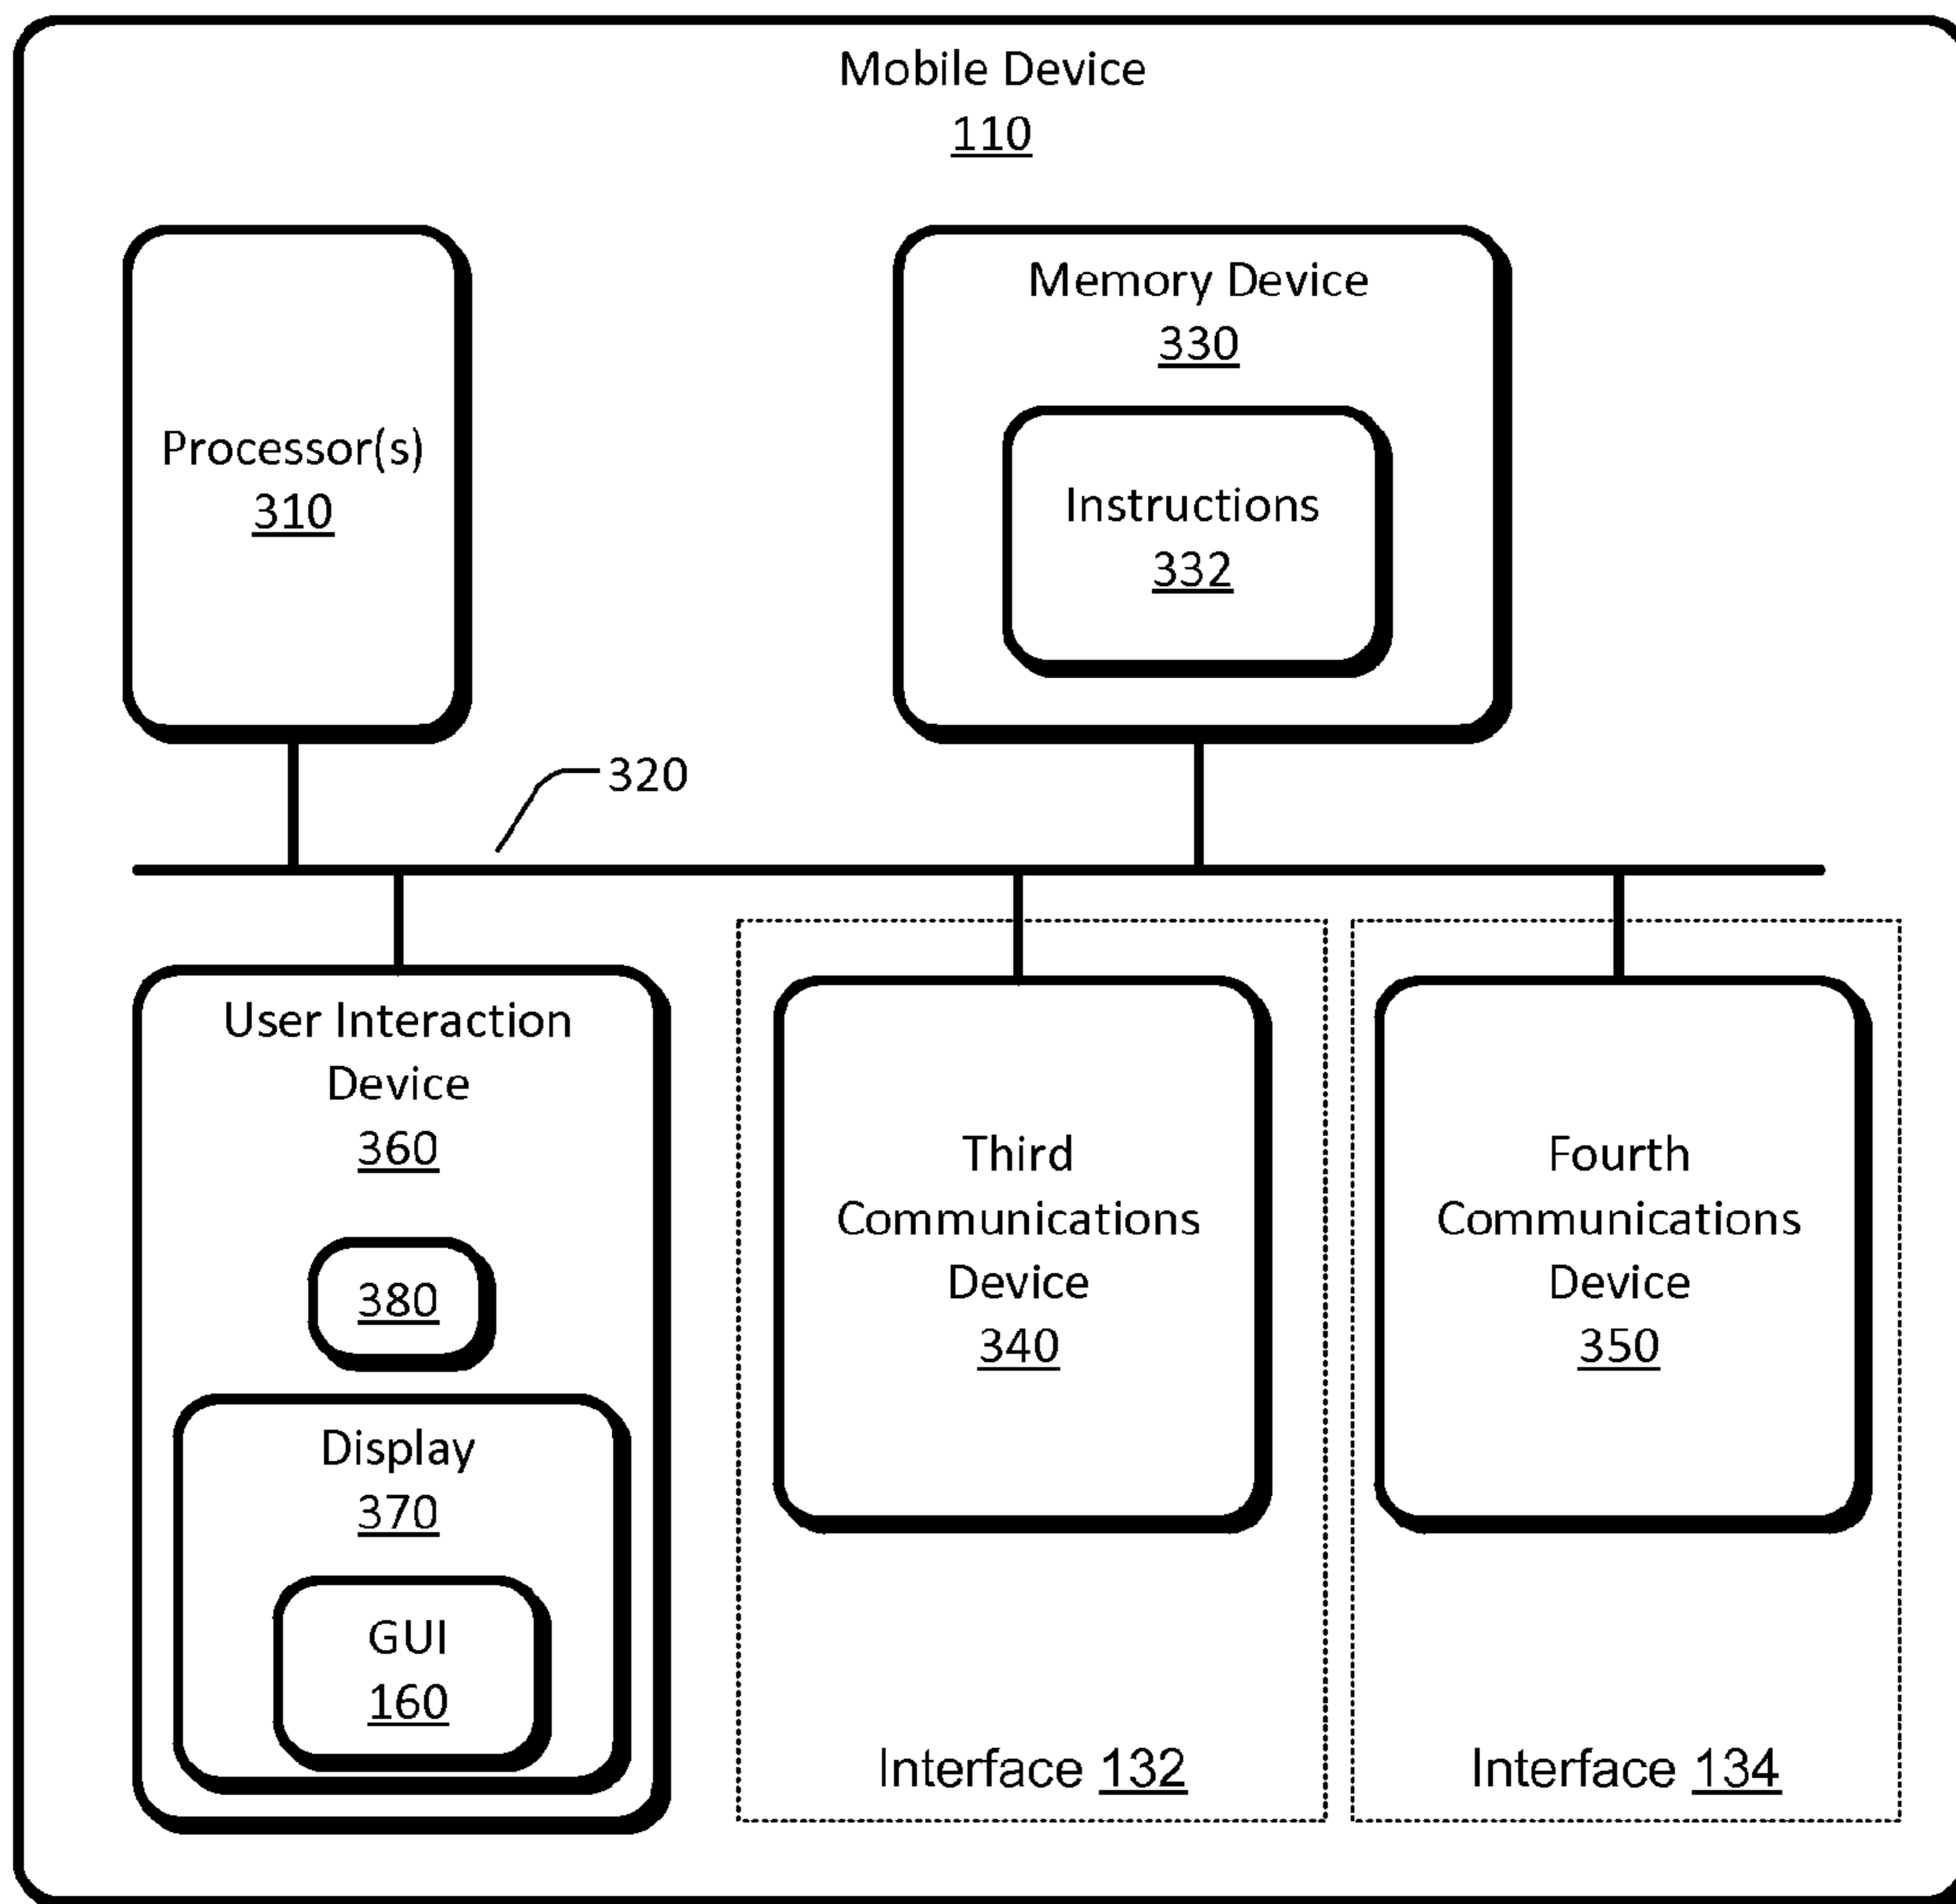 Mobile Device
110
Processor(s)
310
Memory Device
330
Instructions
332
320
User Interaction
Device
360
380
Display
370
GUI
160
Third
Communications
Device
340
Interface 132
Fourth
Communications
Device
350
Interface 134